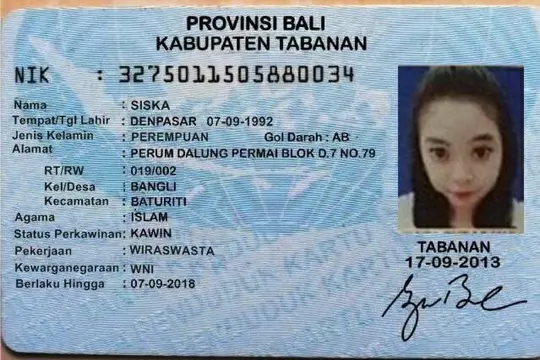 PROVINSI BALI
KABUPATEN TABANAN
NIK : 3275011505880034
Nama : SISKA
Tempat/Tgl Lahir : DENPASAR 07-09-1992
Jenis Kelamin : PEREMPUAN Gol Darah : AB
Alamat : PERUM DALUNG PERMAI BLOK D.7 NO.79
RT/RW : 019/002
Kel/Desa : BANGLI
Kecamatan : BATURITI
Agama : ISLAM
Status Perkawinan: KAWIN
Pekerjaan : WIRASWASTA
Kewarganegaraan : WNI
Berlaku Hingga : 07-09-2018
TABANAN
17-09-2013